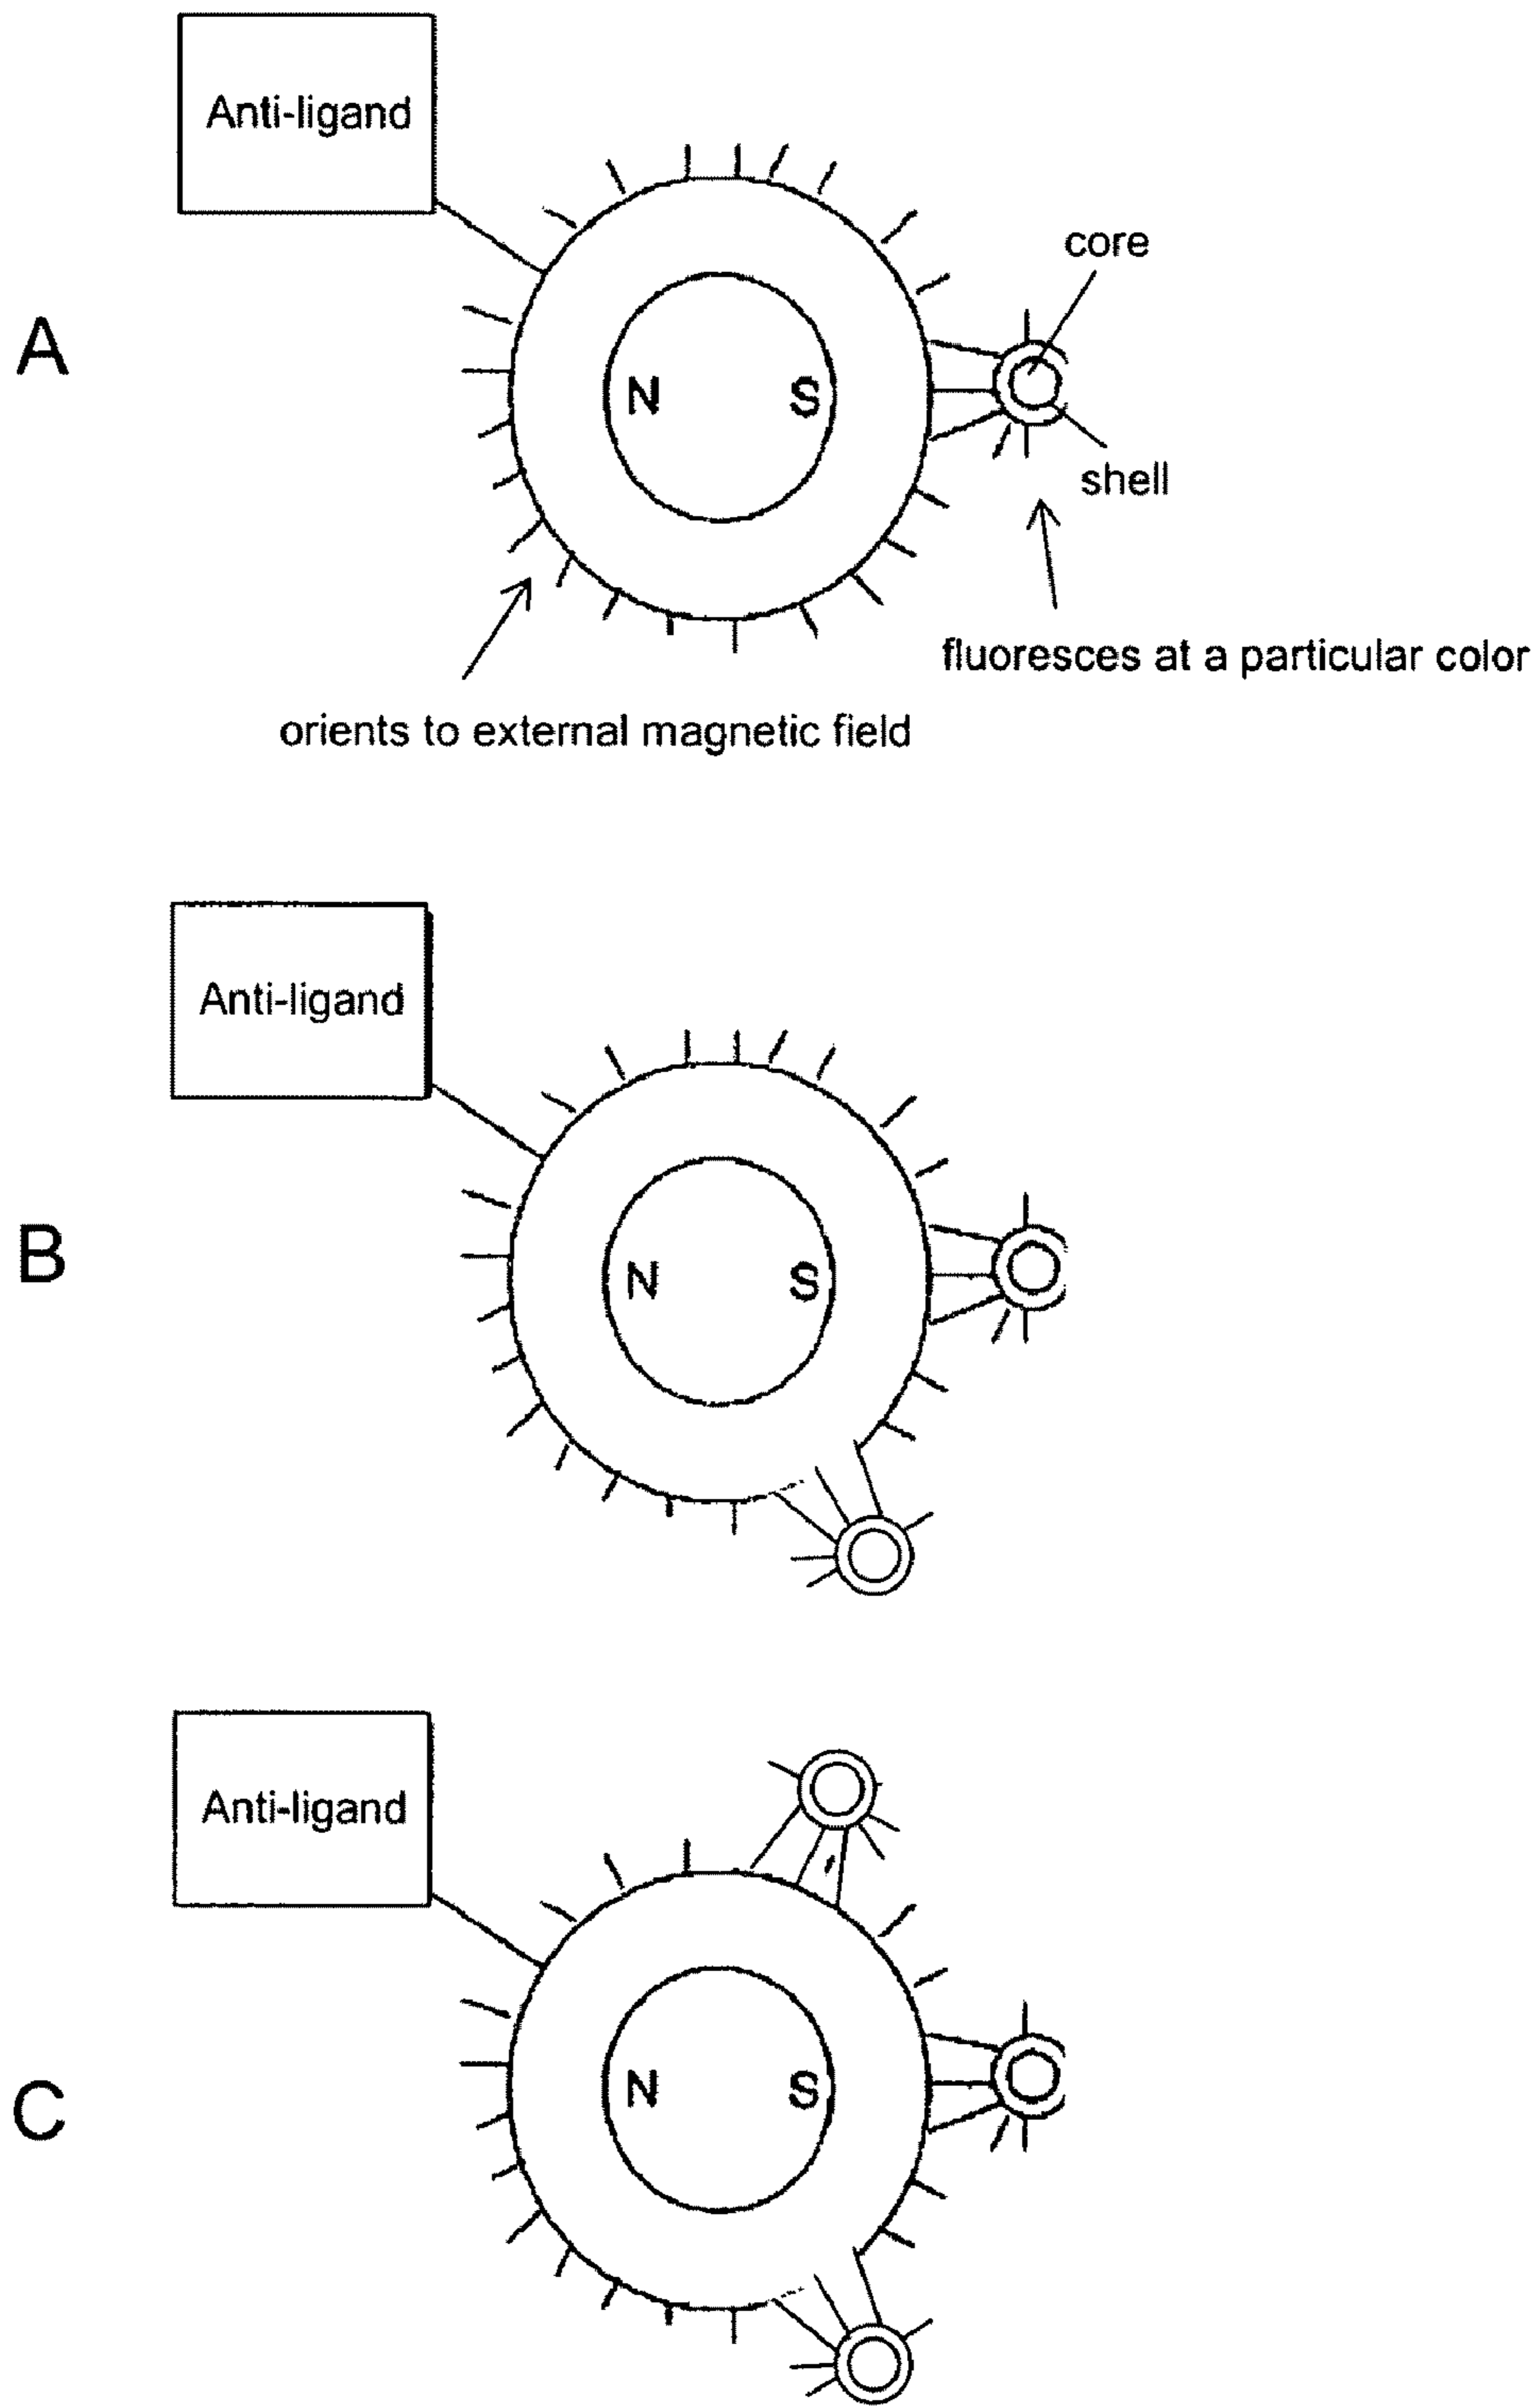 Anti-ligand
core
A
N S
shell
fluoresces at a particular color
orients to external magnetic field
Anti-ligand
B
N S
Anti-ligand
C
N S